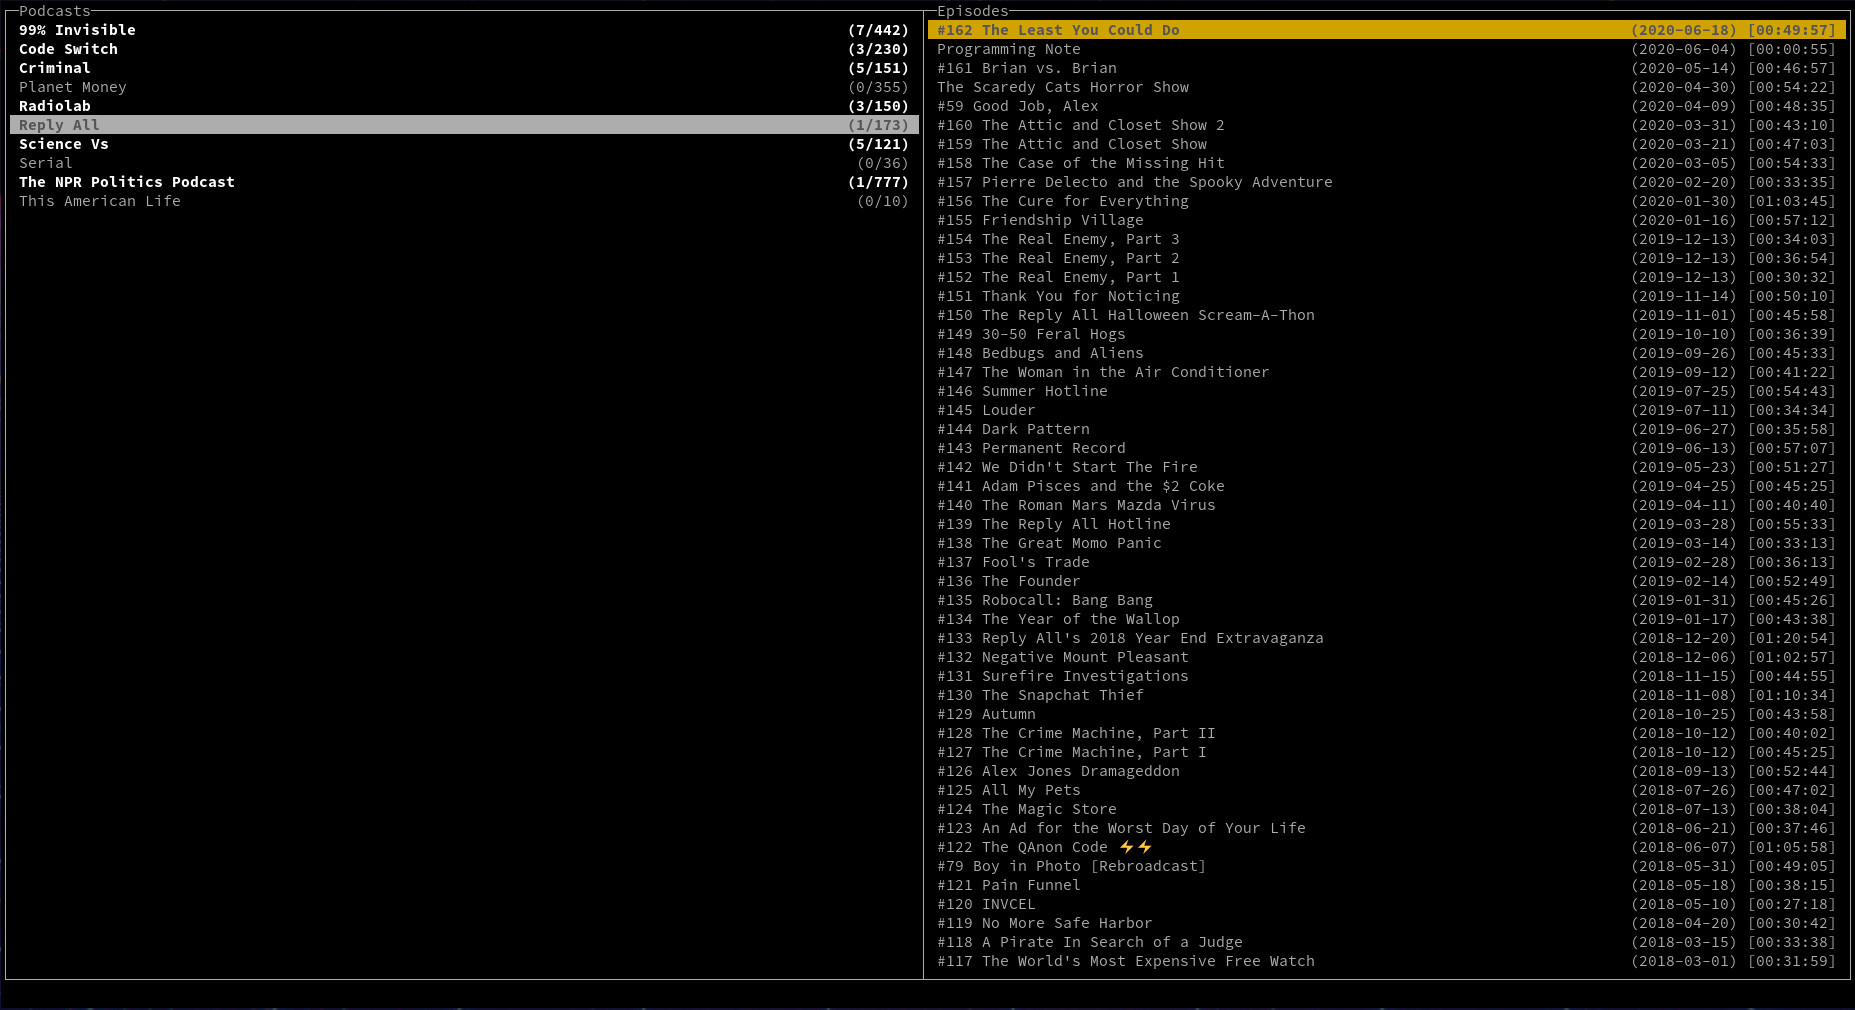 Podcasts
99% Invisible (7/442)
Code Switch (3/230)
Criminal (5/151)
Planet Money (0/355)
Radiolab (3/150)
Reply All (1/173)
Science Vs (5/121)
Serial (0/36)
The NPR Politics Podcast (1/777)
This American Life (0/10)
Episodes
#162 The Least You Could Do (2020-06-18) [00:49:57]
Programming Note (2020-06-04) [00:00:55]
#161 Brian vs. Brian (2020-05-14) [00:46:57]
The Scaredy Cats Horror Show (2020-04-30) [00:54:22]
#59 Good Job, Alex (2020-04-09) [00:48:35]
#160 The Attic and Closet Show 2 (2020-03-31) [00:43:10]
#159 The Attic and Closet Show (2020-03-21) [00:47:03]
#158 The Case of the Missing Hit (2020-03-05) [00:54:33]
#157 Pierre Delecto and the Spooky Adventure (2020-02-20) [00:33:35]
#156 The Cure for Everything (2020-01-30) [01:03:45]
#155 Friendship Village (2020-01-16) [00:57:12]
#154 The Real Enemy, Part 3 (2019-12-13) [00:34:03]
#153 The Real Enemy, Part 2 (2019-12-13) [00:36:54]
#152 The Real Enemy, Part 1 (2019-12-13) [00:30:32]
#151 Thank You for Noticing (2019-11-14) [00:50:10]
#150 The Reply All Halloween Scream-A-Thon (2019-11-01) [00:45:58]
#149 30-50 Feral Hogs (2019-10-10) [00:36:39]
#148 Bedbugs and Aliens (2019-09-26) [00:45:33]
#147 The Woman in the Air Conditioner (2019-09-12) [00:41:22]
#146 Summer Hotline (2019-07-25) [00:54:43]
#145 Louder (2019-07-11) [00:34:34]
#144 Dark Pattern (2019-06-27) [00:35:58]
#143 Permanent Record (2019-06-13) [00:57:07]
#142 We Didn't Start The Fire (2019-05-23) [00:51:27]
#141 Adam Pisces and the $2 Coke (2019-04-25) [00:45:25]
#140 The Roman Mars Mazda Virus (2019-04-11) [00:40:40]
#139 The Reply All Hotline (2019-03-28) [00:55:33]
#138 The Great Momo Panic (2019-03-14) [00:33:13]
#137 Fool's Trade (2019-02-28) [00:36:13]
#136 The Founder (2019-02-14) [00:52:49]
#135 Robocall: Bang Bang (2019-01-31) [00:45:26]
#134 The Year of the Wallop (2019-01-17) [00:43:38]
#133 Reply All's 2018 Year End Extravaganza (2018-12-20) [01:20:54]
#132 Negative Mount Pleasant (2018-12-06) [01:02:57]
#131 Surefire Investigations (2018-11-15) [00:44:55]
#130 The Snapchat Thief (2018-11-08) [01:10:34]
#129 Autumn (2018-10-25) [00:43:58]
#128 The Crime Machine, Part II (2018-10-12) [00:40:02]
#127 The Crime Machine, Part I (2018-10-12) [00:45:25]
#126 Alex Jones Dramageddon (2018-09-13) [00:52:44]
#125 All My Pets (2018-07-26) [00:47:02]
#124 The Magic Store (2018-07-13) [00:38:04]
#123 An Ad for the Worst Day of Your Life (2018-06-21) [00:37:46]
#122 The QAnon Code ⚡⚡ (2018-06-07) [01:05:58]
#79 Boy in Photo [Rebroadcast] (2018-05-31) [00:49:05]
#121 Pain Funnel (2018-05-18) [00:38:15]
#120 INVCEL (2018-05-10) [00:27:18]
#119 No More Safe Harbor (2018-04-20) [00:30:42]
#118 A Pirate In Search of a Judge (2018-03-15) [00:33:38]
#117 The World's Most Expensive Free Watch (2018-03-01) [00:31:59]